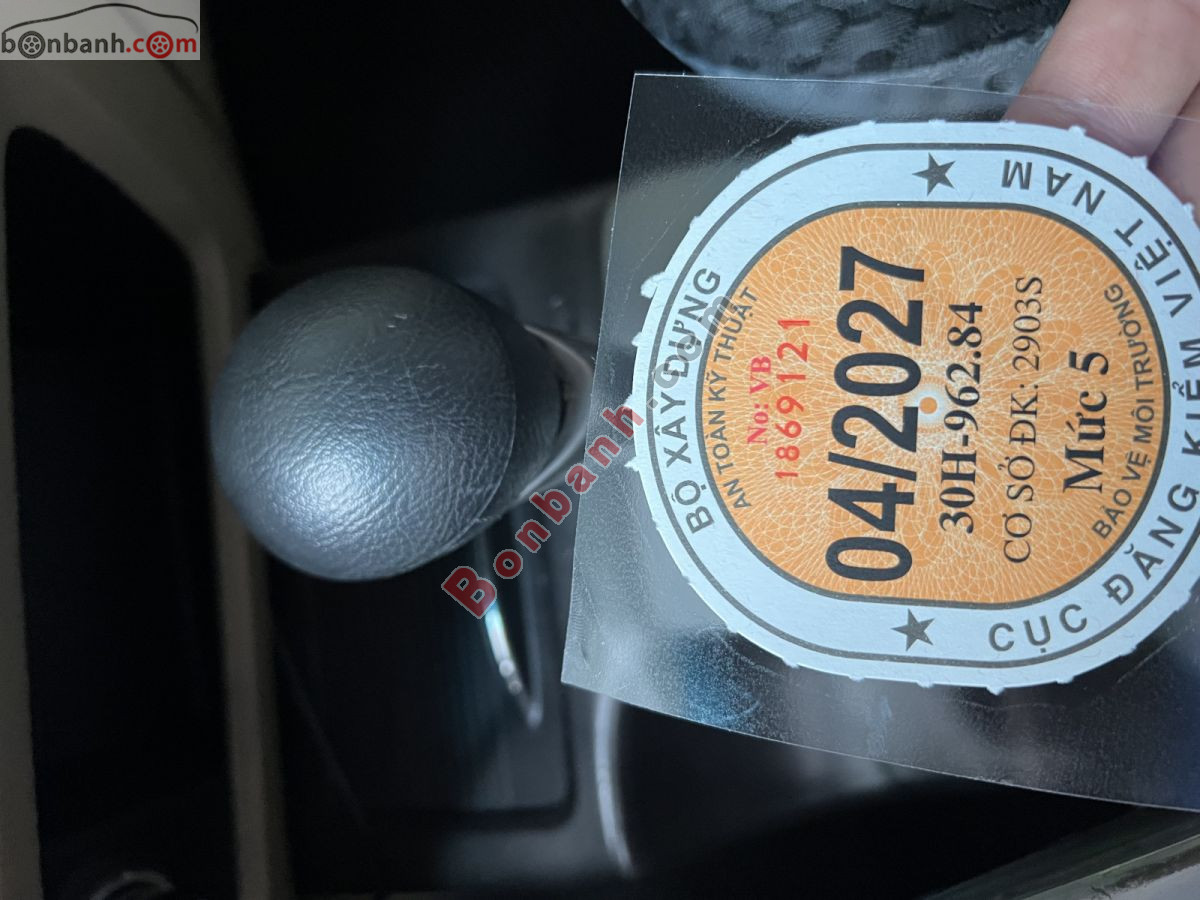 bonbanh.com
BỘ XÂY DỰNG
AN TOÀN KỸ THUẬT
No: VB
1869121
04/2027
30H-962.84
CƠ SỞ ĐK: 2903S
Mức 5
BẢO VỆ MÔI TRƯỜNG
CỤC ĐĂNG KIỂM VIỆT NAM
Bonbanh.com